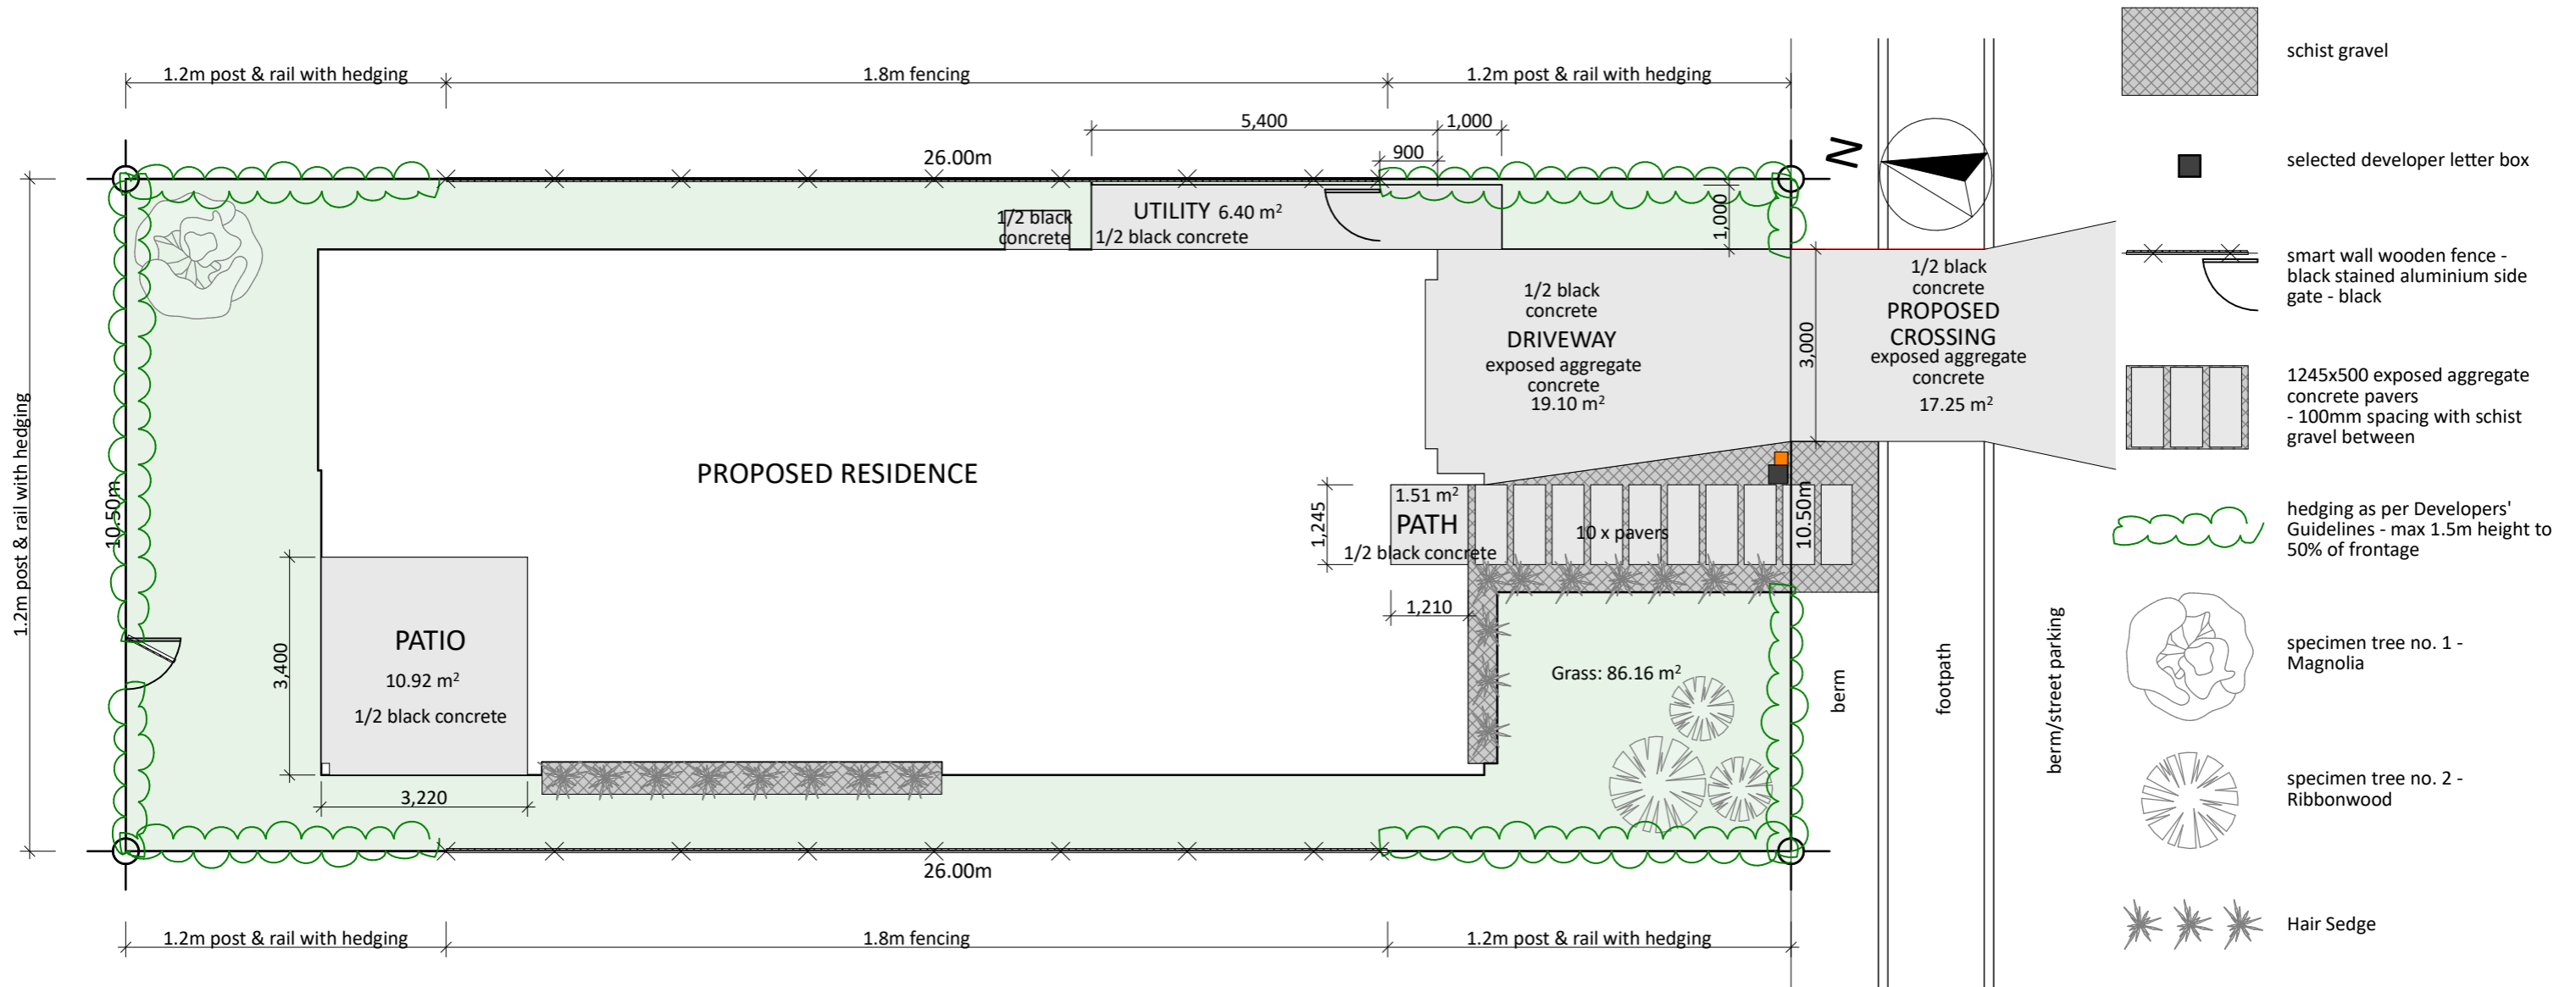 1.2m post & rail with hedging
1.8m fencing
1.2m post & rail with hedging
5,400
1,000
900
26.00m
N
UTILITY 6.40 m²
1/2 black concrete
1/2 black
concrete
1,000
1/2 black
concrete
DRIVEWAY
exposed aggregate
concrete
19.10 m²
3,000
1/2 black
concrete
PROPOSED
CROSSING
exposed aggregate
concrete
17.25 m²
1.2m post & rail with hedging
10.50m
PROPOSED RESIDENCE
1,245
1.51 m²
PATH
1/2 black concrete
10 x pavers
10.50m
1,210
3,400
PATIO
10.92 m²
1/2 black concrete
3,220
Grass: 86.16 m²
berm
footpath
berm/street parking
26.00m
1.2m post & rail with hedging
1.8m fencing
1.2m post & rail with hedging
schist gravel
selected developer letter box
smart wall wooden fence -
black stained aluminium side
gate - black
1245x500 exposed aggregate
concrete pavers
- 100mm spacing with schist
gravel between
hedging as per Developers'
Guidelines - max 1.5m height to
50% of frontage
specimen tree no. 1 -
Magnolia
specimen tree no. 2 -
Ribbonwood
Hair Sedge